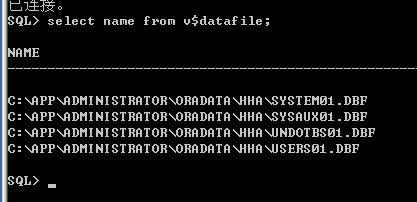 已连接。
SQL> select name from v$datafile;
NAME
--------------------------------------------------------------------------------
C:\APP\ADMINISTRATOR\ORADATA\HHA\SYSTEM01.DBF
C:\APP\ADMINISTRATOR\ORADATA\HHA\SYSAUX01.DBF
C:\APP\ADMINISTRATOR\ORADATA\HHA\UNDOTBS01.DBF
C:\APP\ADMINISTRATOR\ORADATA\HHA\USERS01.DBF
SQL> _